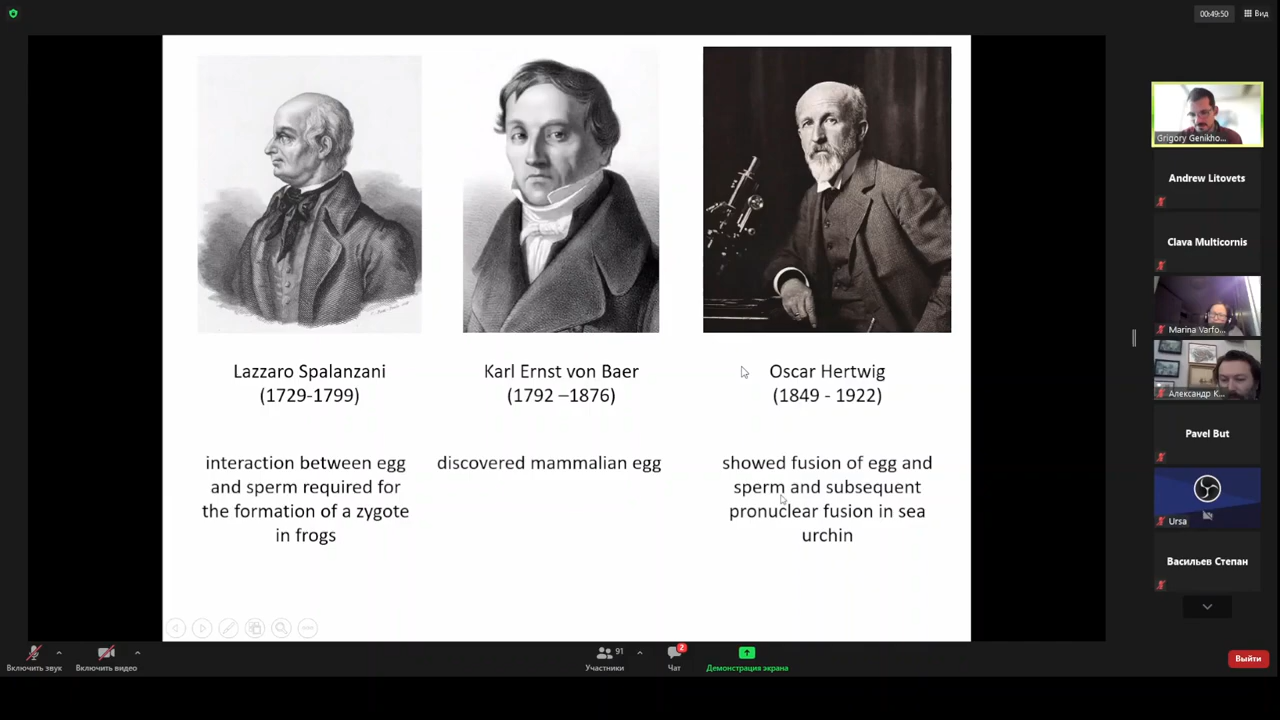 00:49:50
Вид
Lazzaro Spalanzani
(1729-1799)
interaction between egg
and sperm required for
the formation of a zygote
in frogs
Karl Ernst von Baer
(1792 –1876)
discovered mammalian egg
Oscar Hertwig
(1849 - 1922)
showed fusion of egg and
sperm and subsequent
pronuclear fusion in sea
urchin
Grigory Genikho...
Andrew Litovets
Clava Multicornis
Marina Varfo...
Александр К...
Pavel But
Ursa
Васильев Степан
Включить звук
Включить видео
91
Участники
2
Чат
Демонстрация экрана
Выйти